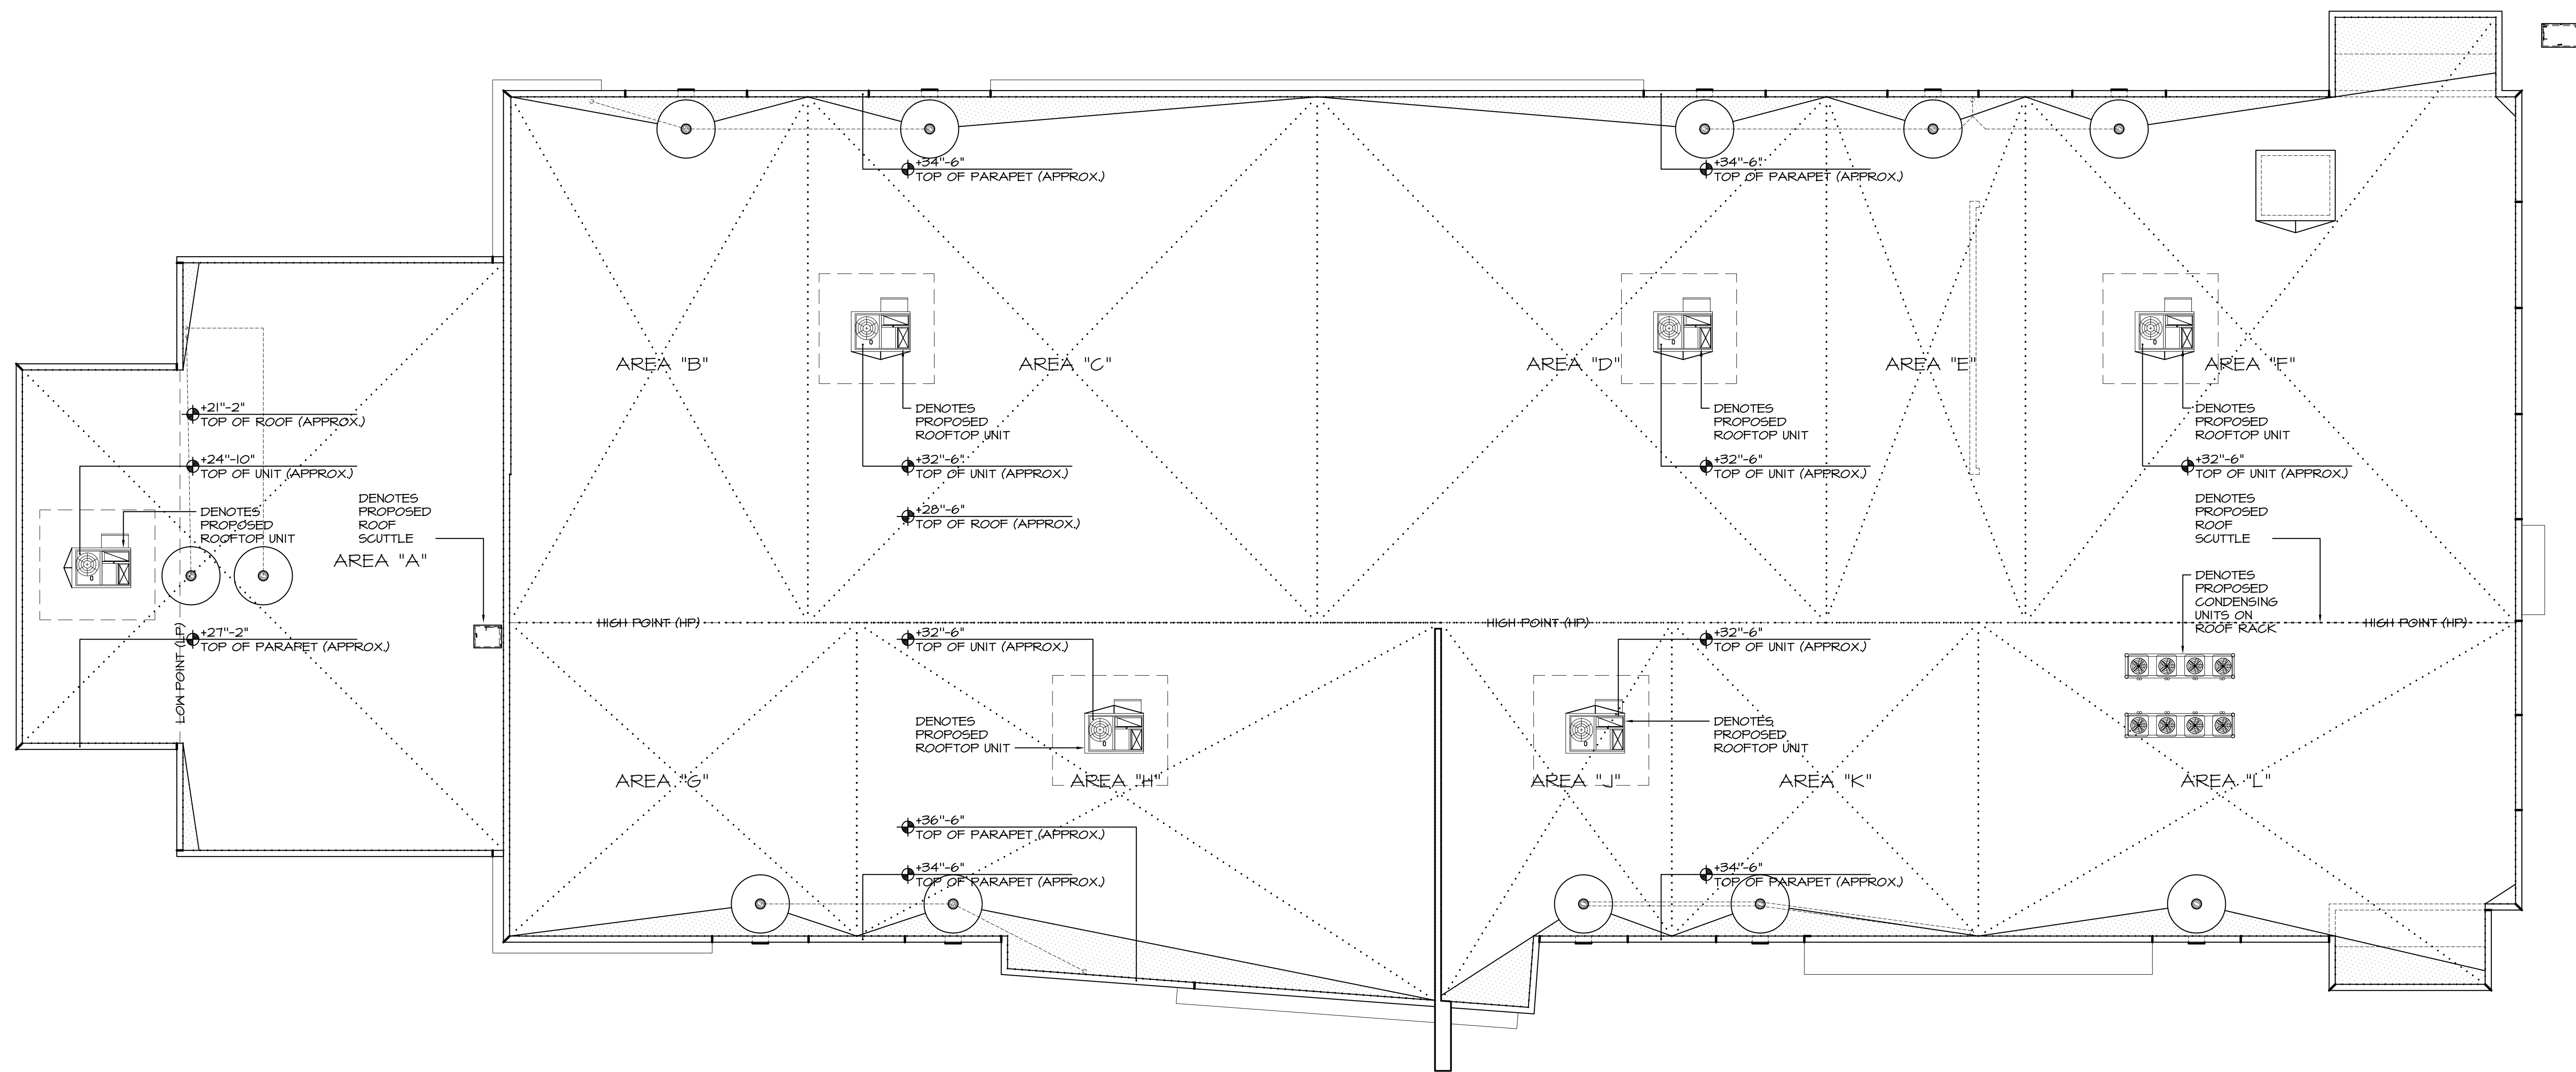 +34'-6"
TOP OF PARAPET (APPROX.)
+34'-6"
TOP OF PARAPET (APPROX.)
AREA "B"
AREA "C"
AREA "D"
AREA "E"
AREA "F"
+21'-2"
TOP OF ROOF (APPROX.)
+24'-10"
TOP OF UNIT (APPROX.)
DENOTES
PROPOSED
ROOFTOP UNIT
DENOTES
PROPOSED
ROOF
SCUTTLE
AREA "A"
+27'-2"
TOP OF PARAPET (APPROX.)
LOW POINT (LP)
DENOTES
PROPOSED
ROOFTOP UNIT
+32'-6"
TOP OF UNIT (APPROX.)
+28'-6"
TOP OF ROOF (APPROX.)
DENOTES
PROPOSED
ROOFTOP UNIT
+32'-6"
TOP OF UNIT (APPROX.)
DENOTES
PROPOSED
ROOFTOP UNIT
+32'-6"
TOP OF UNIT (APPROX.)
DENOTES
PROPOSED
ROOF
SCUTTLE
DENOTES
PROPOSED
CONDENSING
UNITS ON
ROOF RACK
HIGH POINT (HP)
HIGH POINT (HP)
HIGH POINT (HP)
+32'-6"
TOP OF UNIT (APPROX.)
+32'-6"
TOP OF UNIT (APPROX.)
DENOTES
PROPOSED
ROOFTOP UNIT
DENOTES
PROPOSED
ROOFTOP UNIT
AREA "G"
AREA "H"
AREA "J"
AREA "K"
AREA "L"
+36'-6"
TOP OF PARAPET (APPROX.)
+34'-6"
TOP OF PARAPET (APPROX.)
+34'-6"
TOP OF PARAPET (APPROX.)